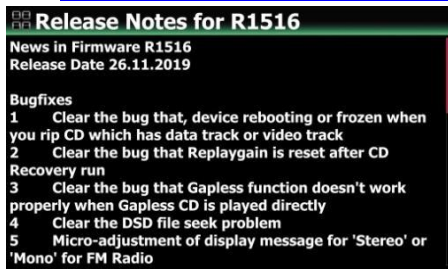 Release Notes for R1516
News in Firmware R1516
Release Date 26.11.2019
Bugfixes
1 Clear the bug that, device rebooting or frozen when
you rip CD which has data track or video track
2 Clear the bug that Replaygain is reset after CD
Recovery run
3 Clear the bug that Gapless function doesn't work
properly when Gapless CD is played directly
4 Clear the DSD file seek problem
5 Micro-adjustment of display message for 'Stereo' or
'Mono' for FM Radio